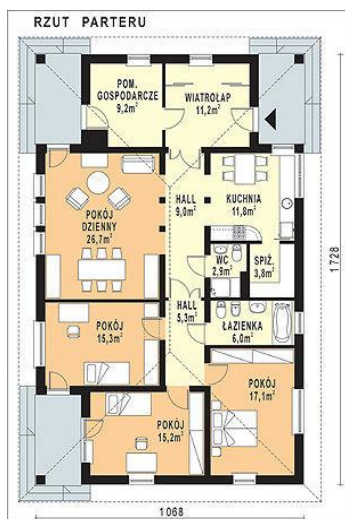 RZUT PARTERU
POM.
GOSPODARCZE
9,2m²
WIATROŁAP
11,2m²
POKÓJ
DZIENNY
26,7m²
HALL
9,0m²
KUCHNIA
11,8m²
WC
2,9m²
SPIŻ.
3,8m²
HALL
5,3m²
ŁAZIENKA
6,0m²
POKÓJ
15,3m²
POKÓJ
17,1m²
POKÓJ
15,2m²
1728
1068